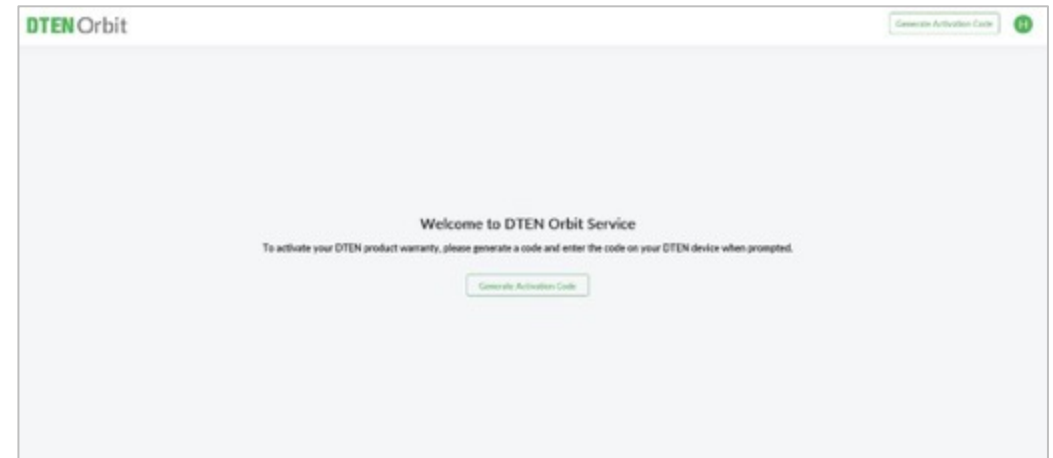 DTEN Orbit
Generate Activation Code
H
Welcome to DTEN Orbit Service
To activate your DTEN product warranty, please generate a code and enter the code on your DTEN device when prompted.
Generate Activation Code